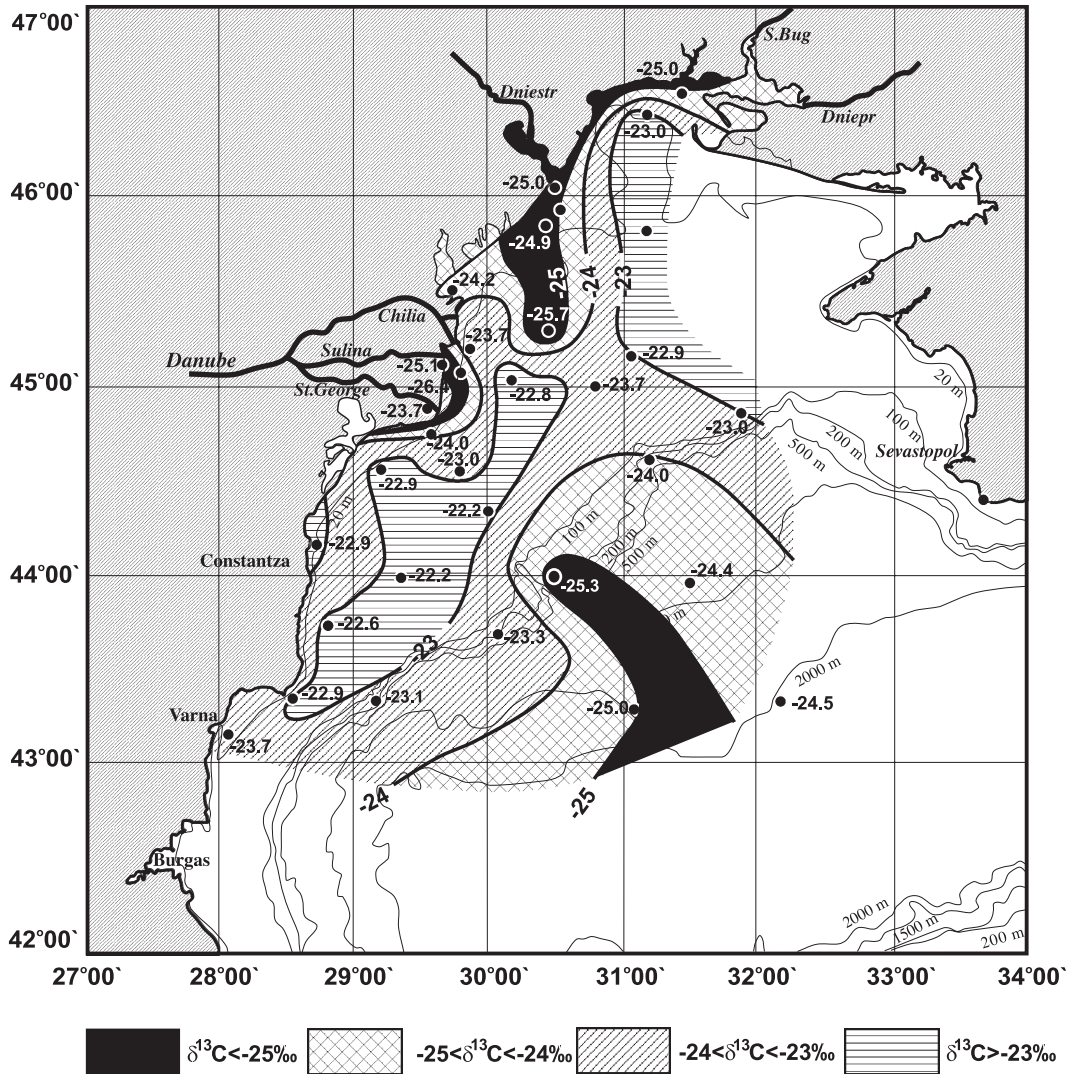 47°00`
S.Bug
-25.0
Dniestr
Dniepr
-23.0
46°00`
-25.0
-24.9
-25
-24
-23
-24.2
-25.7
Chilia
-23.7
Danube
Sulina
-25.1
-22.9
45°00`
St.George
-26.4
-22.8
-23.7
20 m
-23.7
100 m
-24.0
-23.0
200 m
-23.0
500 m
Sevastopol
-22.9
-24.0
20 m
-22.2
100 m
-22.9
200 m
Constantza
500 m
44°00`
-22.2
-25.3
-24.4
-22.6
-23
-23.3
m
2000 m
-22.9
-23.1
-25.0
-24.5
Varna
-23.7
43°00`
-24
-25
Burgas
2000 m
1500 m
200 m
42°00`
27°00` 28°00` 29°00` 30°00` 31°00` 32°00` 33°00` 34°00`
δ¹³C<-25‰ -25<δ¹³C<-24‰ -24<δ¹³C<-23‰ δ¹³C>-23‰